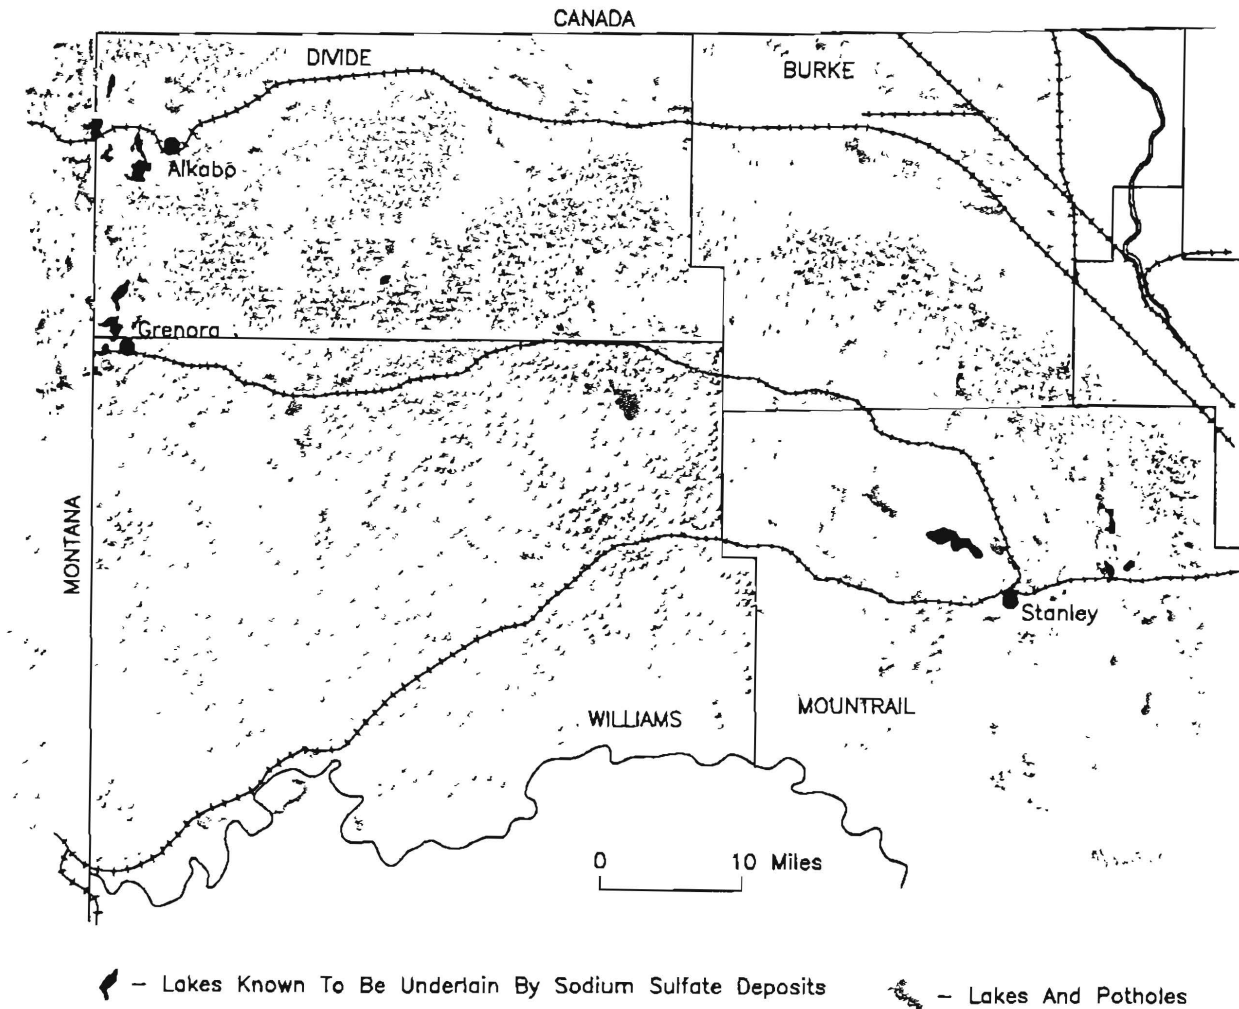 CANADA
DIVIDE
BURKE
Alkabo
Grenora
MONTANA
Stanley
WILLIAMS
MOUNTRAIL
0 10 Miles
– Lakes Known To Be Underlain By Sodium Sulfate Deposits
– Lakes And Potholes